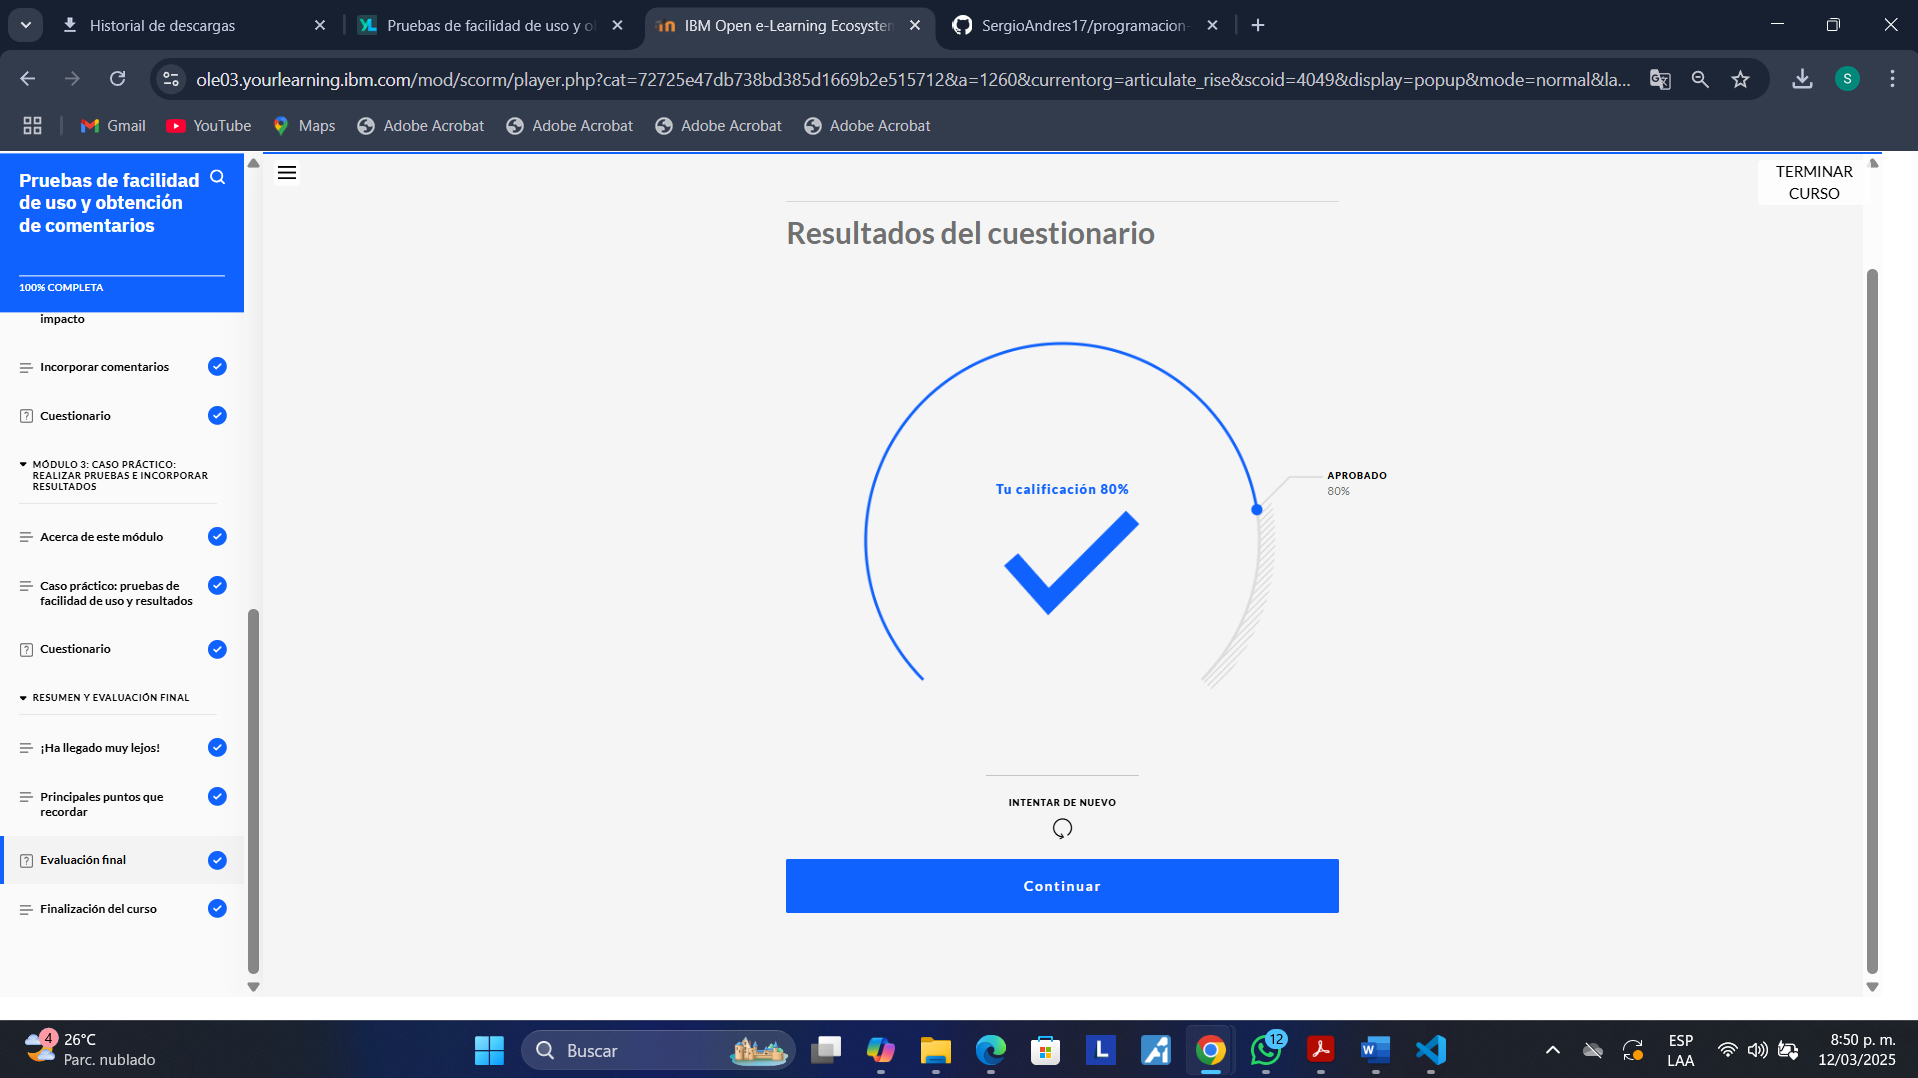 Historial de descargas
Pruebas de facilidad de uso y ob
IBM Open e-Learning Ecosystem
SergioAndres17/programacion-
ole03.yourlearning.ibm.com/mod/scorm/player.php?cat=72725e47db738bd385d1669b2e515712&a=1260&currentorg=articulate_rise&scoid=4049&display=popup&mode=normal&la...
S
Gmail
YouTube
Maps
Adobe Acrobat
Adobe Acrobat
Adobe Acrobat
Adobe Acrobat
Pruebas de facilidad
de uso y obtención
de comentarios
100% COMPLETA
impacto
Incorporar comentarios
Cuestionario
MÓDULO 3: CASO PRÁCTICO:
REALIZAR PRUEBAS E INCORPORAR
RESULTADOS
Acerca de este módulo
Caso práctico: pruebas de
facilidad de uso y resultados
Cuestionario
RESUMEN Y EVALUACIÓN FINAL
¡Ha llegado muy lejos!
Principales puntos que
recordar
Evaluación final
Finalización del curso
TERMINAR
CURSO
Resultados del cuestionario
Tu calificación 80%
APROBADO
80%
INTENTAR DE NUEVO
Continuar
4
26°C
Parc. nublado
Buscar
12
ESP
LAA
8:50 p. m.
12/03/2025